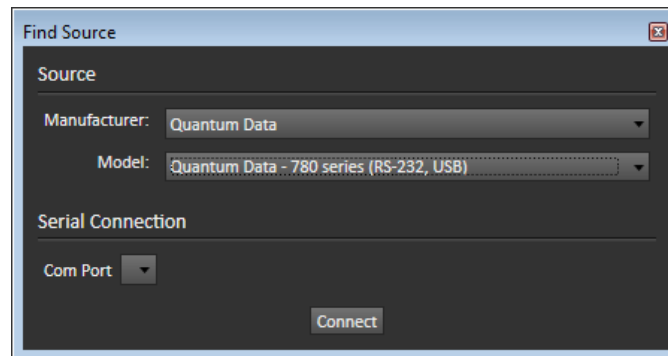 Find Source
Source
Manufacturer: Quantum Data
Model: Quantum Data - 780 series (RS-232, USB)
Serial Connection
Com Port
Connect